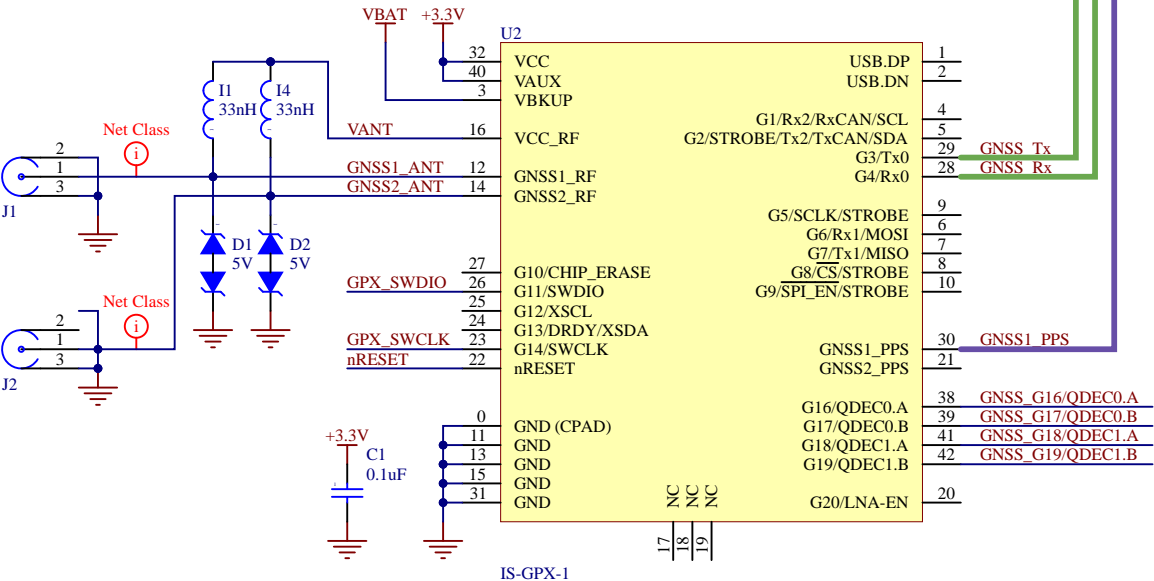 VBAT +3.3V
U2
32 VCC USB.DP 1
40 VAUX USB.DN 2
3 VBKUP
I1 33nH I4 33nH
G1/Rx2/RxCAN/SCL 4
Net Class VANT 16 VCC_RF G2/STROBE/Tx2/TxCAN/SDA 5
G3/Tx0 29 GNSS_Tx
2
1 GNSS1_ANT 12 GNSS1_RF G4/Rx0 28 GNSS_Rx
3 GNSS2_ANT 14 GNSS2_RF
J1
G5/SCLK/STROBE 9
G6/Rx1/MOSI 6
D1 5V D2 5V
G7/Tx1/MISO 7
27 G10/CHIP_ERASE G8/CS/STROBE 8
GPX_SWDIO 26 G11/SWDIO G9/SPI_EN/STROBE 10
Net Class 25 G12/XSCL
2 24 G13/DRDY/XSDA
1 GPX_SWCLK 23 G14/SWCLK GNSS1_PPS 30 GNSS1_PPS
3 nRESET 22 nRESET GNSS2_PPS 21
J2
G16/QDEC0.A 38 GNSS_G16/QDEC0.A
0 GND (CPAD) G17/QDEC0.B 39 GNSS_G17/QDEC0.B
+3.3V 11 GND G18/QDEC1.A 41 GNSS_G18/QDEC1.A
C1 13 GND G19/QDEC1.B 42 GNSS_G19/QDEC1.B
0.1uF 15 GND
31 GND G20/LNA-EN 20
NC NC NC
17 18 19
IS-GPX-1